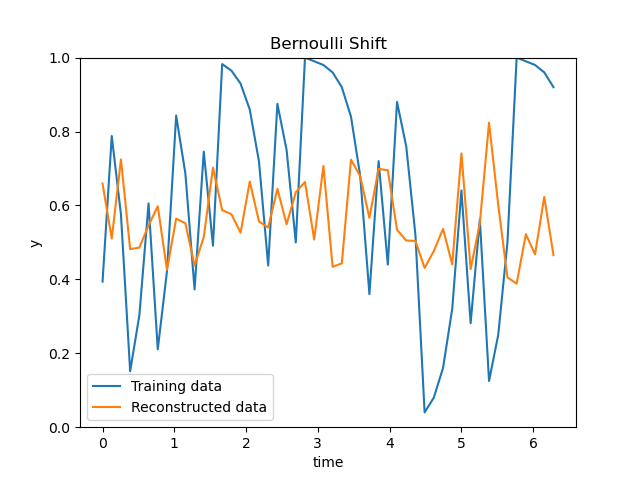 Bernoulli Shift
1.0
0.8
0.6
0.4
0.2
0.0
y
Training data
Reconstructed data
0 1 2 3 4 5 6
time